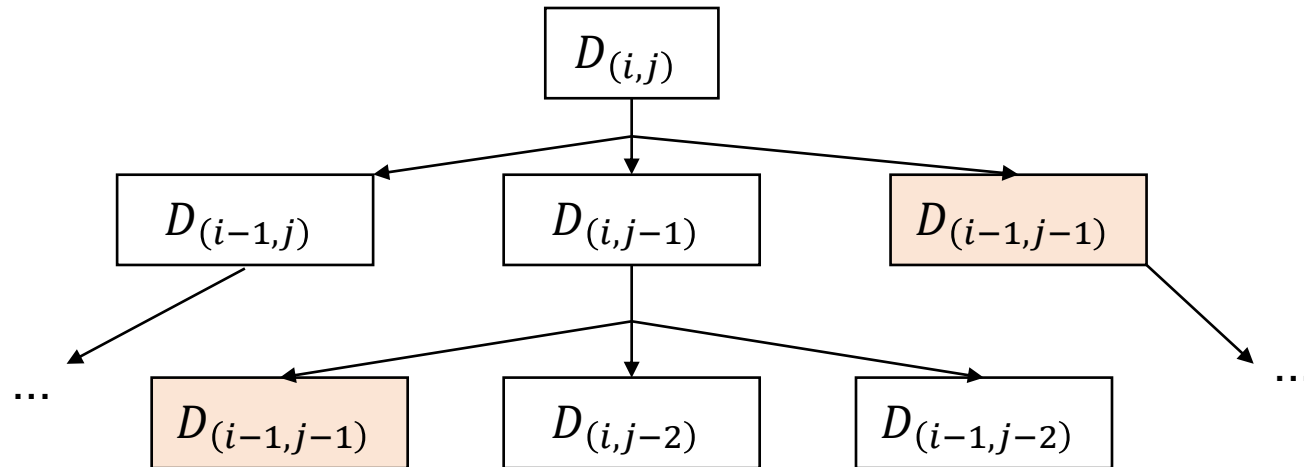 D(i,j)
D(i−1,j) D(i,j−1) D(i−1,j−1)
... ...
D(i−1,j−1) D(i,j−2) D(i−1,j−2)